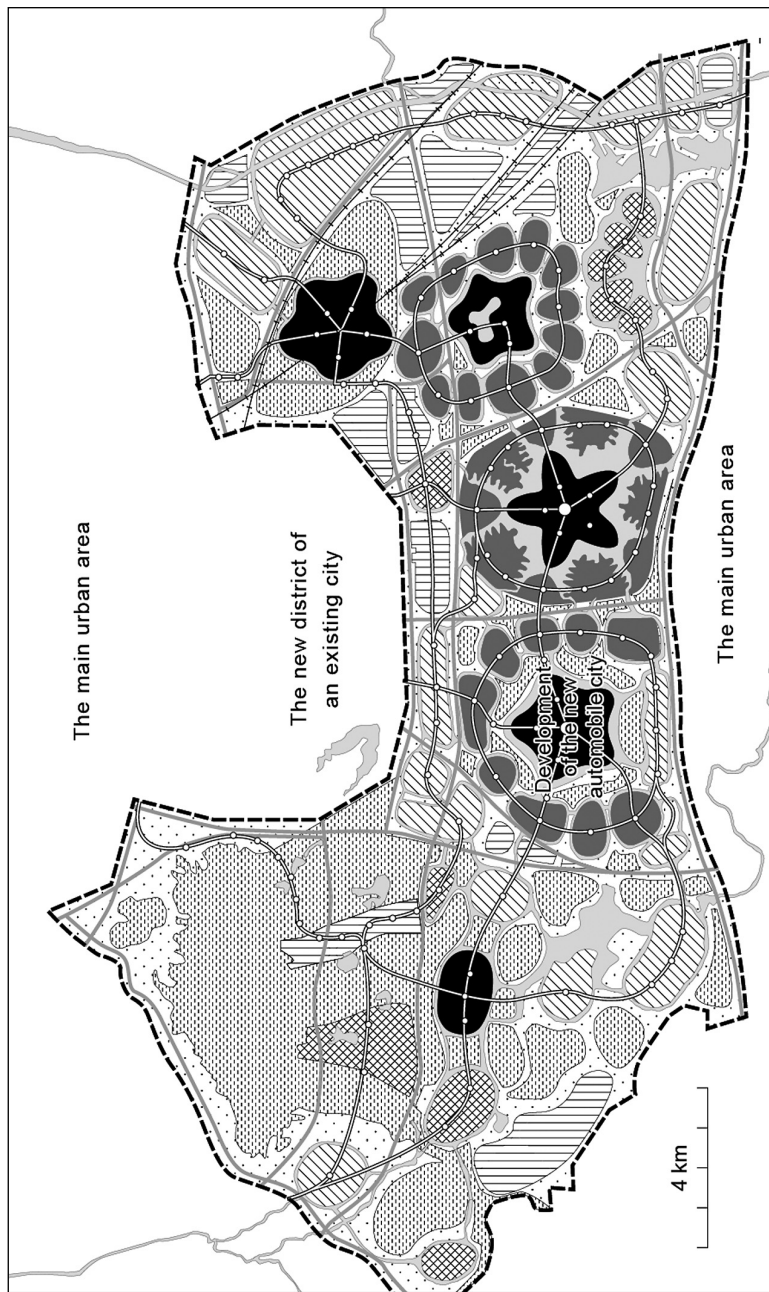 The main urban area
The new district of
an existing city
Development
of the new
automobile city
The main urban area
4 km